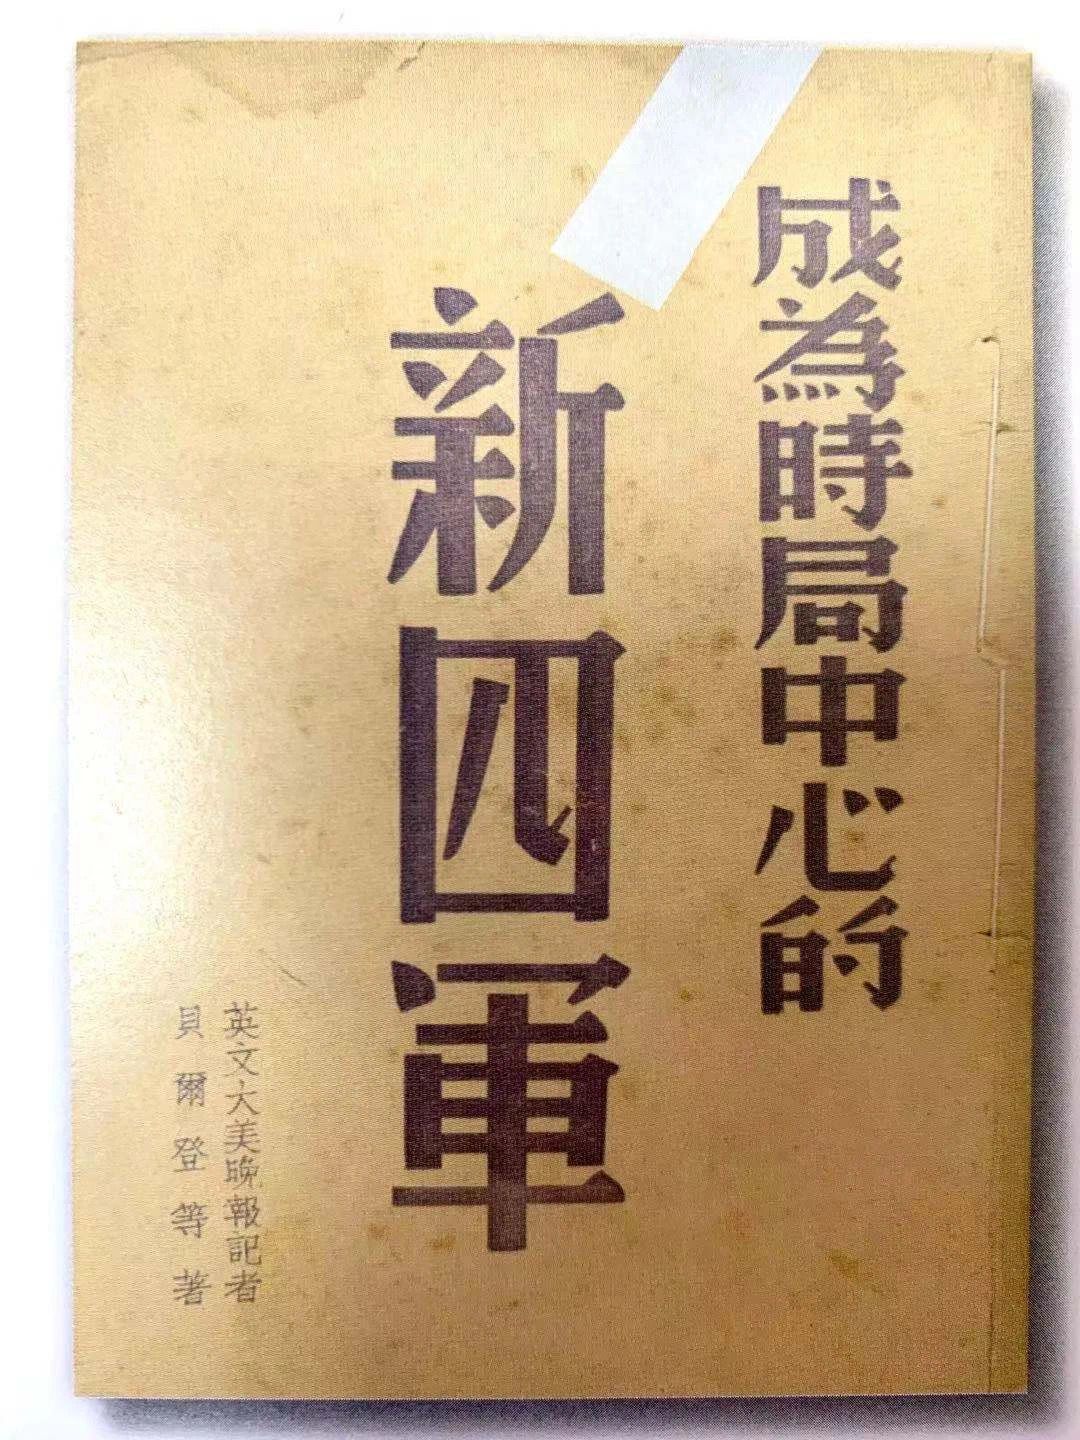 成為時局中心的
新四軍
英文大美晚報記者
貝爾登等著